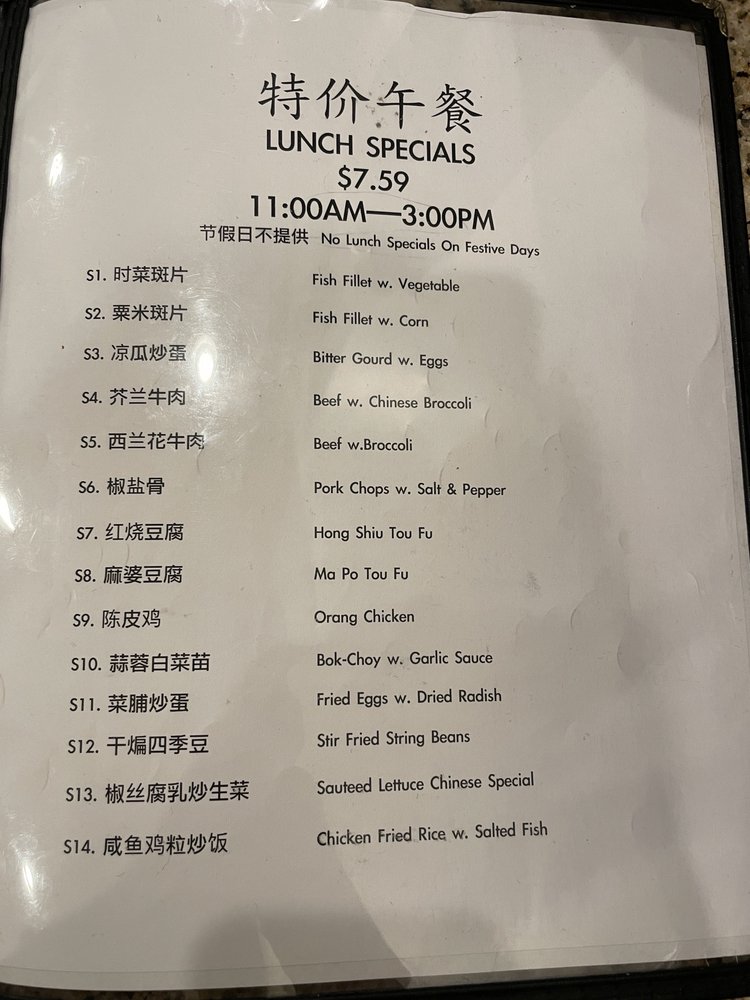 特价午餐
LUNCH SPECIALS
$7.59
11:00AM—3:00PM
节假日不提供 No Lunch Specials On Festive Days
S1. 时菜斑片 Fish Fillet w. Vegetable
S2. 粟米斑片 Fish Fillet w. Corn
S3. 凉瓜炒蛋 Bitter Gourd w. Eggs
S4. 芥兰牛肉 Beef w. Chinese Broccoli
S5. 西兰花牛肉 Beef w.Broccoli
S6. 椒盐骨 Pork Chops w. Salt & Pepper
S7. 红烧豆腐 Hong Shiu Tou Fu
S8. 麻婆豆腐 Ma Po Tou Fu
S9. 陈皮鸡 Orang Chicken
S10. 蒜蓉白菜苗 Bok-Choy w. Garlic Sauce
S11. 菜脯炒蛋 Fried Eggs w. Dried Radish
S12. 干煸四季豆 Stir Fried String Beans
S13. 椒丝腐乳炒生菜 Sauteed Lettuce Chinese Special
S14. 咸鱼鸡粒炒饭 Chicken Fried Rice w. Salted Fish